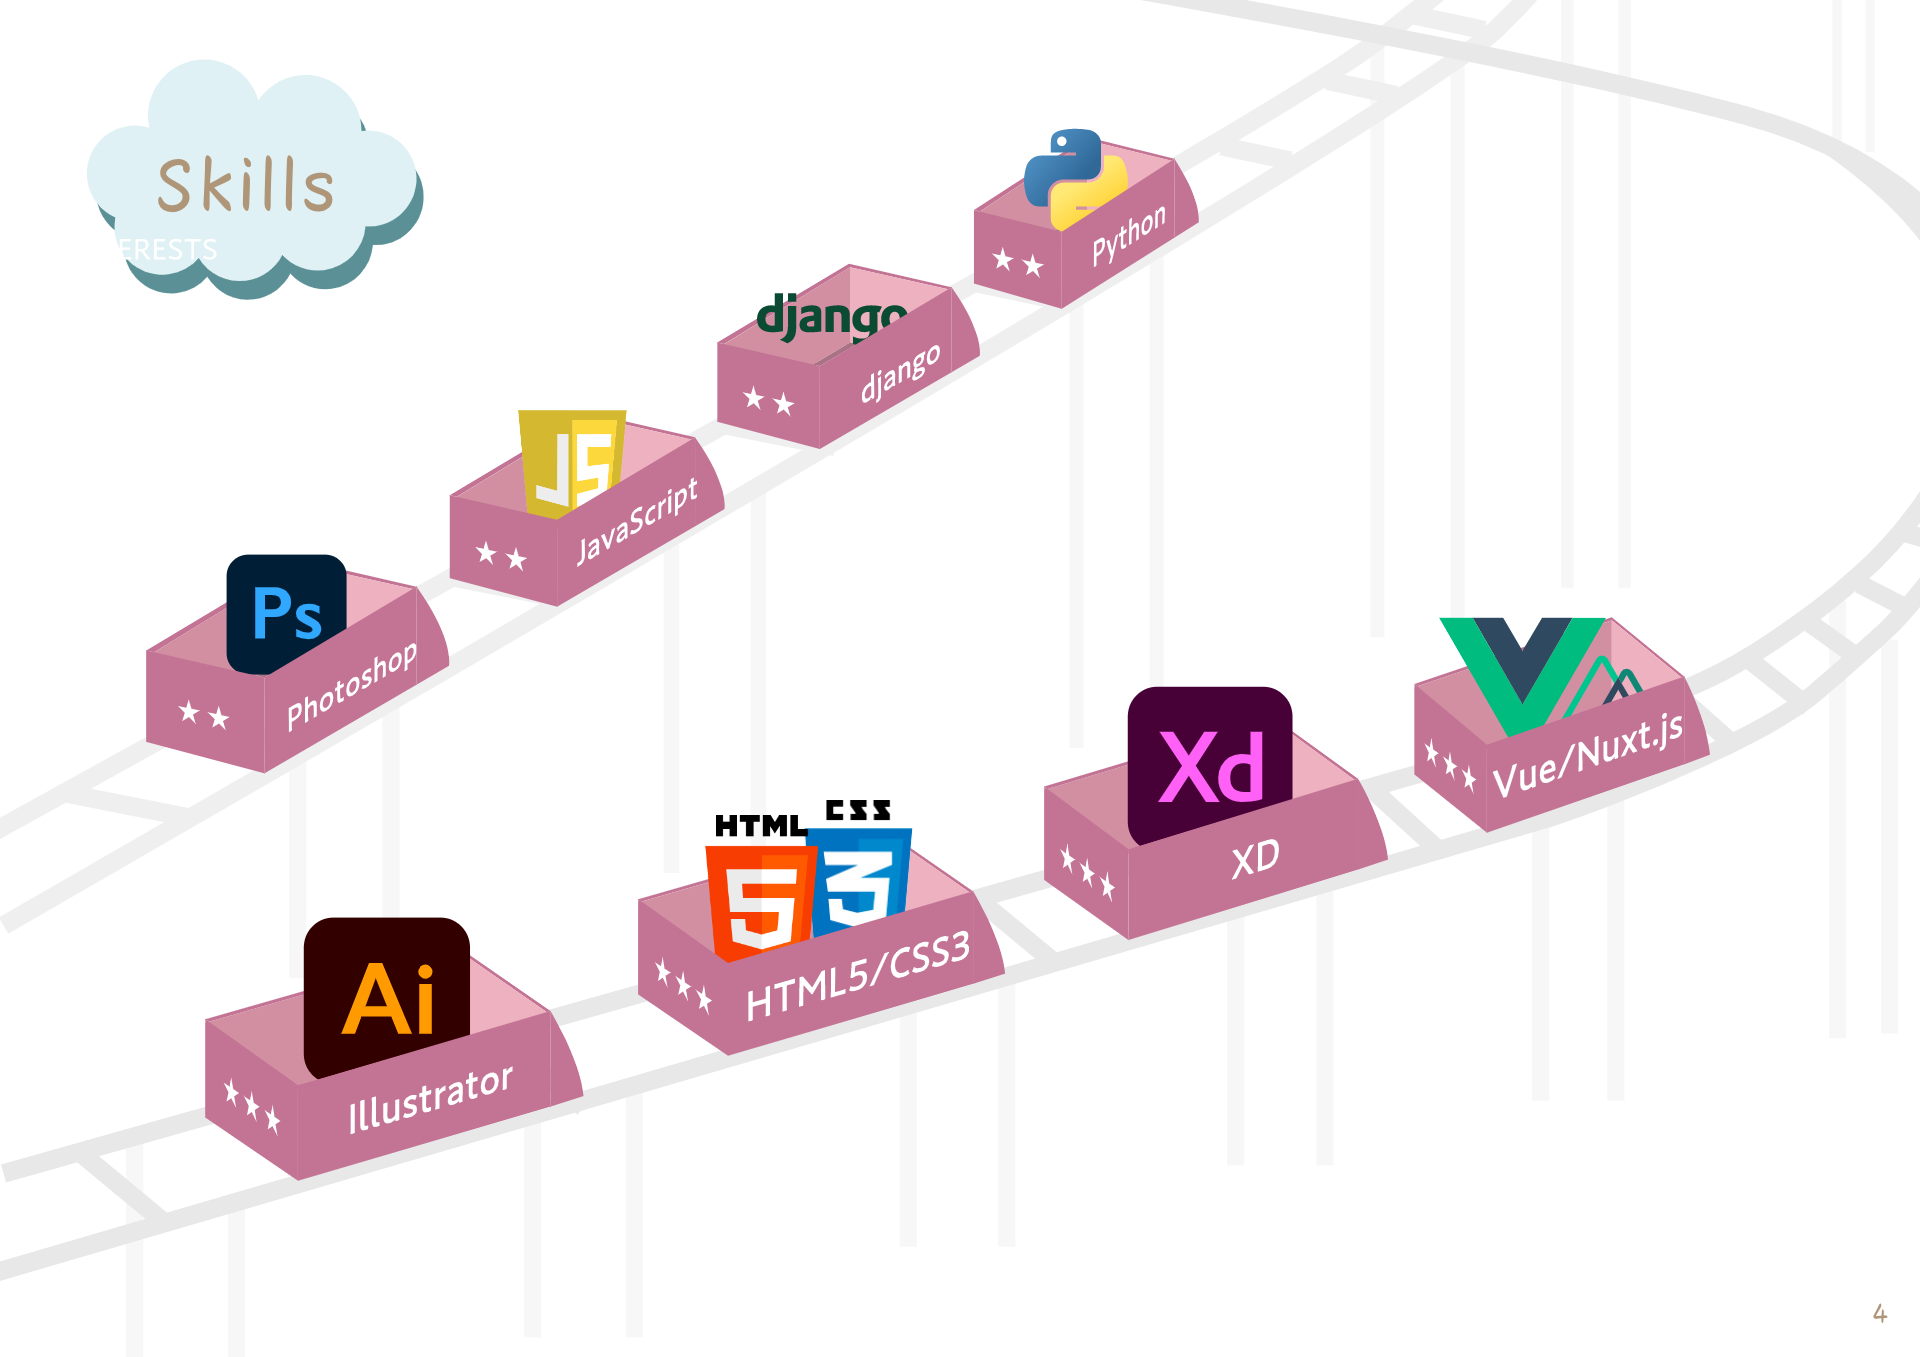 Skills
ERESTS
Python
★★
django
django
★★
JS
JavaScript
★★
Ps
Photoshop
★★
Vue/Nuxt.js
★★★
Xd
XD
★★★
HTML
CSS
5
3
HTML5/CSS3
★★★
Ai
Illustrator
★★★
4